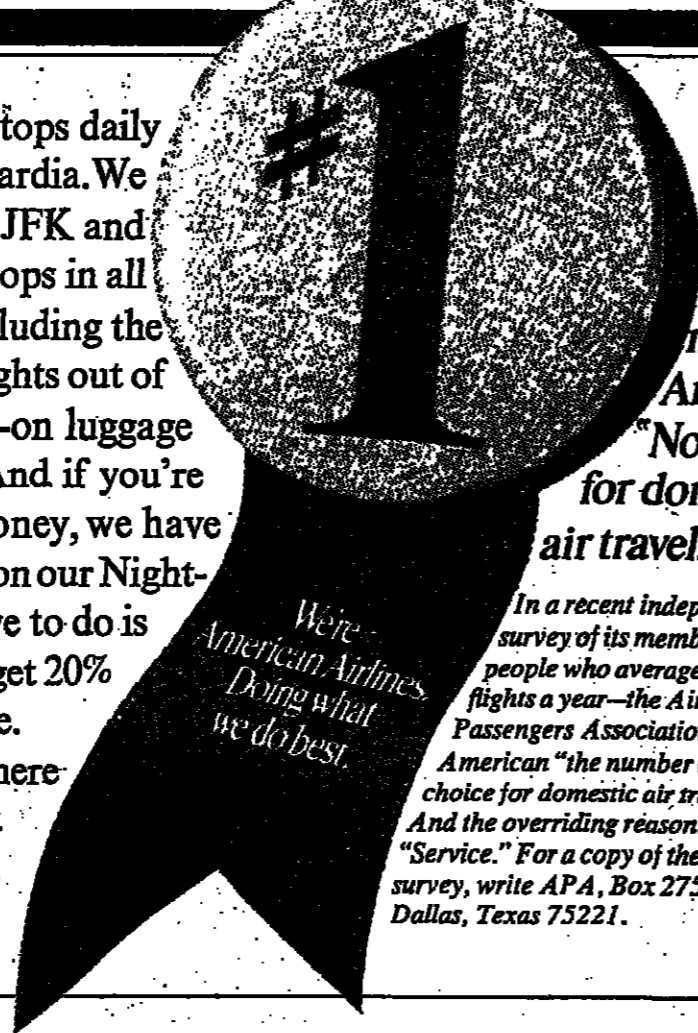 tops daily
ardia. We
JFK and
ops in all
luding the
ghts out of
-on luggage
And if you're
oney, we have
on our Night-
ve to do is
get 20%
e.
here
#1
We're
American Airlines.
Doing what
we do best.
"No
for dom
air travel.
In a recent indep
survey of its memb
people who average
flights a year—the Air
Passengers Associatio
American "the number
choice for domestic air tr
And the overriding reason
"Service." For a copy of the
survey, write APA, Box 275
Dallas, Texas 75221.